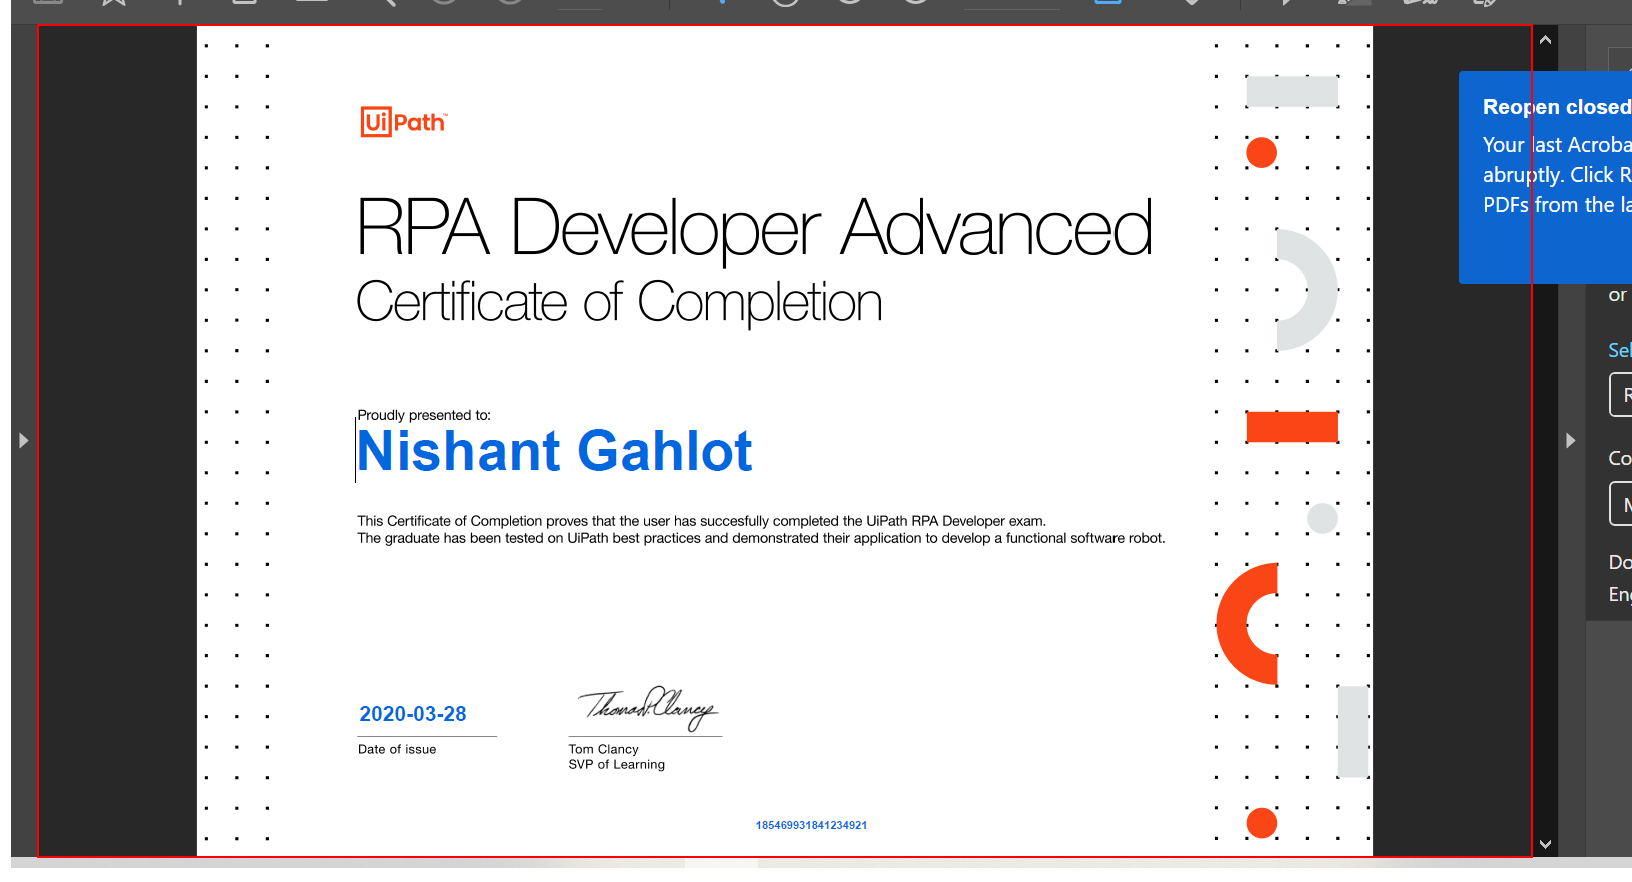 UiPath
RPA Developer Advanced
Certificate of Completion
Proudly presented to:
Nishant Gahlot
This Certificate of Completion proves that the user has succesfully completed the UiPath RPA Developer exam.
The graduate has been tested on UiPath best practices and demonstrated their application to develop a functional software robot.
2020-03-28
Date of issue
Thomas P. Clancy
Tom Clancy
SVP of Learning
185469931841234921
Reopen closed
Your last Acroba
abruptly. Click R
PDFs from the la
or
Sel
R
Co
Do
Eng